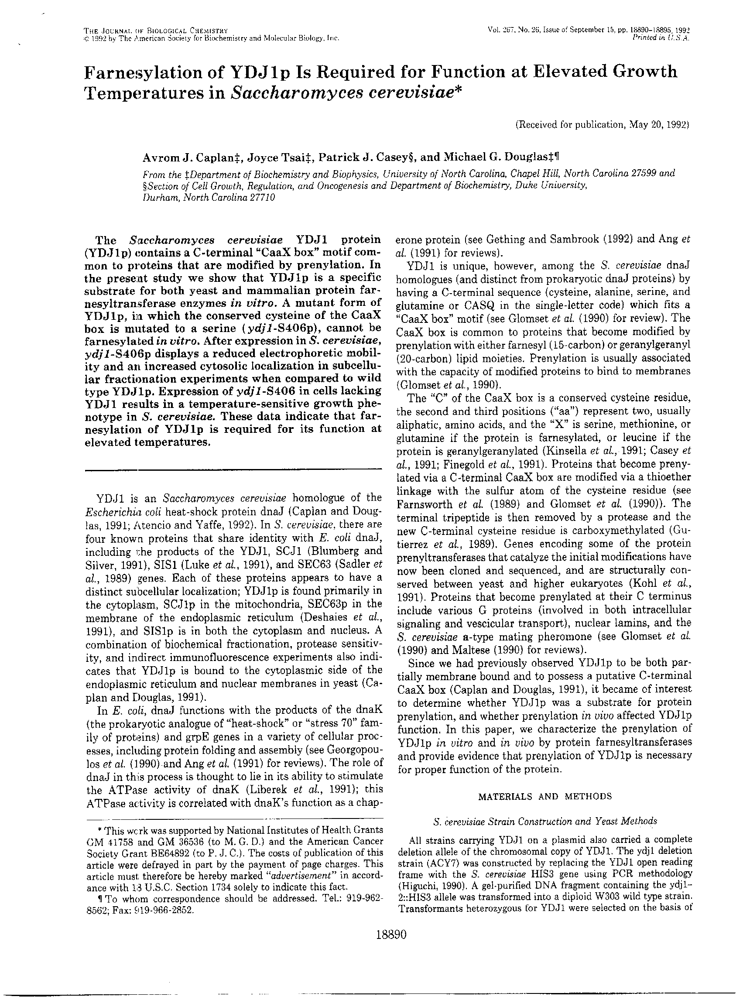 THE JOURNAL OF BIOLOGICAL CHEMISTRY
© 1992 by The American Society for Biochemistry and Molecular Biology, Inc.
Vol. 267, No. 26, Issue of September 15, pp. 18890-18895, 1992
Printed in U.S.A.
Farnesylation of YDJ1p Is Required for Function at Elevated Growth
Temperatures in Saccharomyces cerevisiae*
(Received for publication, May 20, 1992)
Avrom J. Caplan‡, Joyce Tsai‡, Patrick J. Casey§, and Michael G. Douglas‡¶
From the ‡Department of Biochemistry and Biophysics, University of North Carolina, Chapel Hill, North Carolina 27599 and
§Section of Cell Growth, Regulation, and Oncogenesis and Department of Biochemistry, Duke University,
Durham, North Carolina 27710
The Saccharomyces cerevisiae YDJ1 protein
(YDJ1p) contains a C-terminal “CaaX box” motif com-
mon to proteins that are modified by prenylation. In
the present study we show that YDJ1p is a specific
substrate for both yeast and mammalian protein far-
nesyltransferase enzymes in vitro. A mutant form of
YDJ1p, in which the conserved cysteine of the CaaX
box is mutated to a serine (ydj1-S406p), cannot be
farnesylated in vitro. After expression in S. cerevisiae,
ydj1-S406p displays a reduced electrophoretic mobil-
ity and an increased cytosolic localization in subcellu-
lar fractionation experiments when compared to wild
type YDJ1p. Expression of ydj1-S406 in cells lacking
YDJ1 results in a temperature-sensitive growth phe-
notype in S. cerevisiae. These data indicate that far-
nesylation of YDJ1p is required for its function at
elevated temperatures.
YDJ1 is an Saccharomyces cerevisiae homologue of the
Escherichia coli heat-shock protein dnaJ (Caplan and Doug-
las, 1991; Atencio and Yaffe, 1992). In S. cerevisiae, there are
four known proteins that share identity with E. coli dnaJ,
including the products of the YDJ1, SCJ1 (Blumberg and
Silver, 1991), SIS1 (Luke et al., 1991), and SEC63 (Sadler et
al., 1989) genes. Each of these proteins appears to have a
distinct subcellular localization; YDJ1p is found primarily in
the cytoplasm, SCJ1p in the mitochondria, SEC63p in the
membrane of the endoplasmic reticulum (Deshaies et al.,
1991), and SIS1p is in both the cytoplasm and nucleus. A
combination of biochemical fractionation, protease sensitiv-
ity, and indirect immunofluorescence experiments also indi-
cates that YDJ1p is bound to the cytoplasmic side of the
endoplasmic reticulum and nuclear membranes in yeast (Ca-
plan and Douglas, 1991).
In E. coli, dnaJ functions with the products of the dnaK
(the prokaryotic analogue of “heat-shock” or “stress 70” fam-
ily of proteins) and grpE genes in a variety of cellular proc-
esses, including protein folding and assembly (see Georgopou-
los et al. (1990) and Ang et al. (1991) for reviews). The role of
dnaJ in this process is thought to lie in its ability to stimulate
the ATPase activity of dnaK (Liberek et al., 1991); this
ATPase activity is correlated with dnaK's function as a chap-
* This work was supported by National Institutes of Health Grants
GM 41758 and GM 36536 (to M. G. D.) and the American Cancer
Society Grant BE64892 (to P. J. C.). The costs of publication of this
article were defrayed in part by the payment of page charges. This
article must therefore be hereby marked “advertisement” in accord-
ance with 18 U.S.C. Section 1734 solely to indicate this fact.
¶ To whom correspondence should be addressed. Tel.: 919-962-
8562; Fax: 919-966-2852.
erone protein (see Gething and Sambrook (1992) and Ang et
al. (1991) for reviews).
YDJ1 is unique, however, among the S. cerevisiae dnaJ
homologues (and distinct from prokaryotic dnaJ proteins) by
having a C-terminal sequence (cysteine, alanine, serine, and
glutamine or CASQ in the single-letter code) which fits a
“CaaX box” motif (see Glomset et al. (1990) for review). The
CaaX box is common to proteins that become modified by
prenylation with either farnesyl (15-carbon) or geranylgeranyl
(20-carbon) lipid moieties. Prenylation is usually associated
with the capacity of modified proteins to bind to membranes
(Glomset et al., 1990).
The “C” of the CaaX box is a conserved cysteine residue,
the second and third positions (“aa”) represent two, usually
aliphatic, amino acids, and the “X” is serine, methionine, or
glutamine if the protein is farnesylated, or leucine if the
protein is geranylgeranylated (Kinsella et al., 1991; Casey et
al., 1991; Finegold et al., 1991). Proteins that become preny-
lated via a C-terminal CaaX box are modified via a thioether
linkage with the sulfur atom of the cysteine residue (see
Farnsworth et al. (1989) and Glomset et al. (1990)). The
terminal tripeptide is then removed by a protease and the
new C-terminal cysteine residue is carboxymethylated (Gu-
tierrez et al., 1989). Genes encoding some of the protein
prenyltransferases that catalyze the initial modifications have
now been cloned and sequenced, and are structurally con-
served between yeast and higher eukaryotes (Kohl et al.,
1991). Proteins that become prenylated at their C terminus
include various G proteins (involved in both intracellular
signaling and vescicular transport), nuclear lamins, and the
S. cerevisiae a-type mating pheromone (see Glomset et al.
(1990) and Maltese (1990) for reviews).
Since we had previously observed YDJ1p to be both par-
tially membrane bound and to possess a putative C-terminal
CaaX box (Caplan and Douglas, 1991), it became of interest
to determine whether YDJ1p was a substrate for protein
prenylation, and whether prenylation in vivo affected YDJ1p
function. In this paper, we characterize the prenylation of
YDJ1p in vitro and in vivo by protein farnesyltransferases
and provide evidence that prenylation of YDJ1p is necessary
for proper function of the protein.
MATERIALS AND METHODS
S. cerevisiae Strain Construction and Yeast Methods
All strains carrying YDJ1 on a plasmid also carried a complete
deletion allele of the chromosomal copy of YDJ1. The ydj1 deletion
strain (ACY7) was constructed by replacing the YDJ1 open reading
frame with the S. cerevisiae HIS3 gene using PCR methodology
(Higuchi, 1990). A gel-purified DNA fragment containing the ydj1-
2::HIS3 allele was transformed into a diploid W303 wild type strain.
Transformants heterozygous for YDJ1 were selected on the basis of
18890